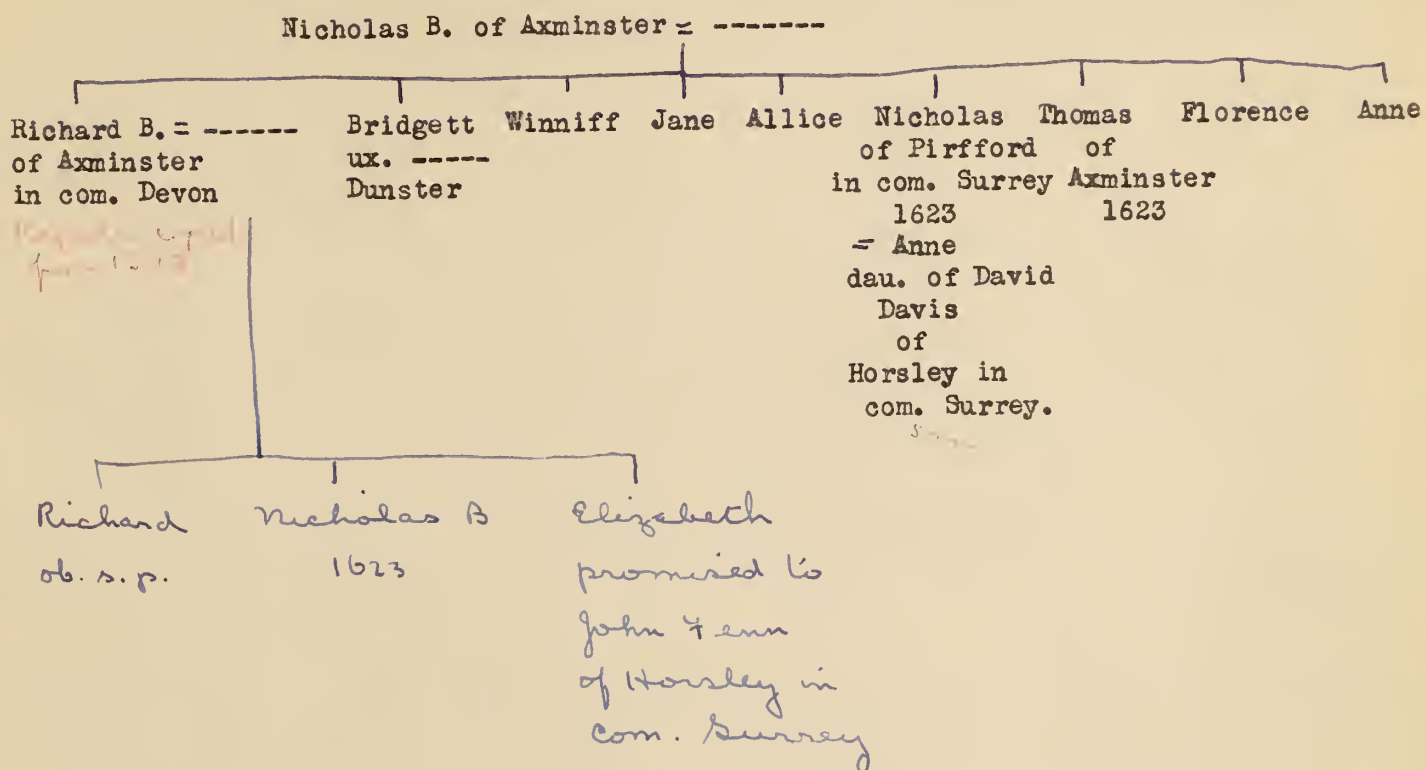 Nicholas B. of Axminster = -------
Richard B. = ------
of Axminster
in com. Devon
Bridgett
ux. -----
Dunster
Winniff
Jane
Allice
Nicholas
of Pirfford
in com. Surrey
1623
= Anne
dau. of David
Davis
of
Horsley in
com. Surrey.
Thomas
of
Axminster
1623
Florence
Anne
Richard
ob. s.p.
Nicholas B
1623
Elizabeth
promised to
John Fenn
of Horsley in
com. Surrey